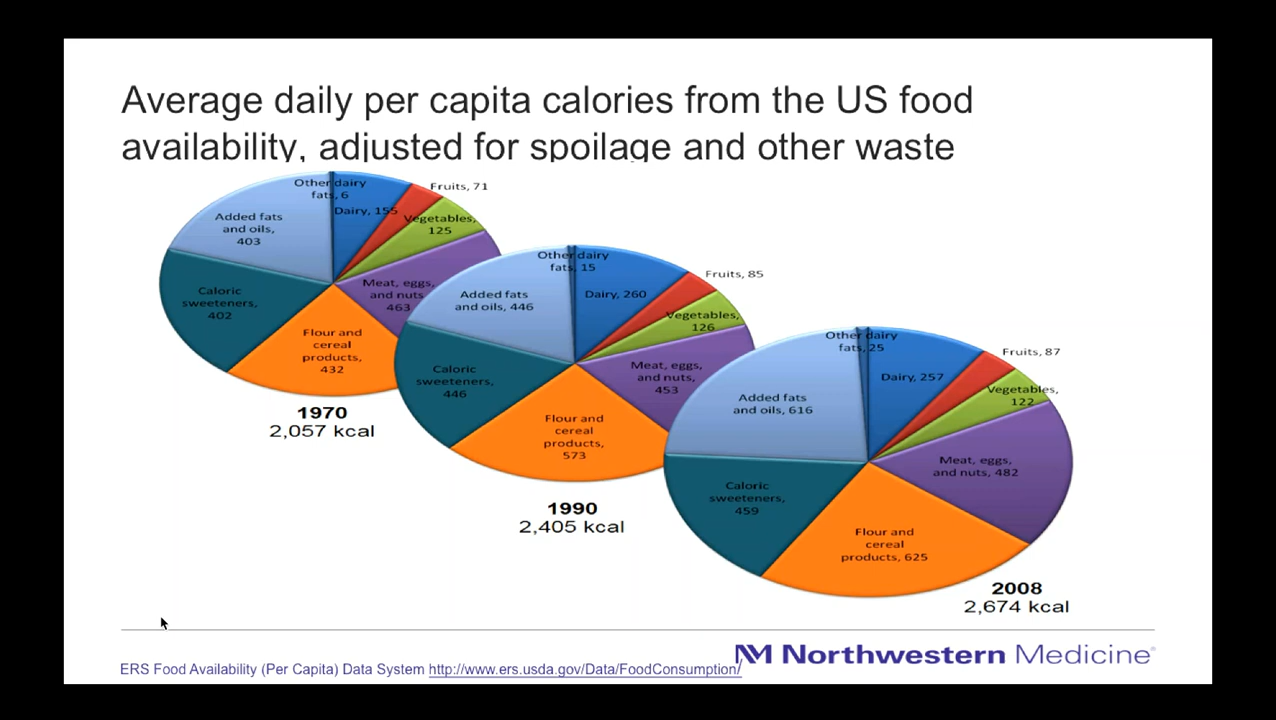 Average daily per capita calories from the US food
availability, adjusted for spoilage and other waste
Other dairy
fats, 6
Dairy, 155
Fruits, 71
Vegetables,
125
Meat, eggs,
and nuts
463
Flour and
cereal
products,
432
Caloric
sweeteners,
402
Added fats
and oils,
403
1970
2,057 kcal
Other dairy
fats, 15
Dairy, 260
Fruits, 85
Vegetables,
126
Meat, eggs,
and nuts,
453
Flour and
cereal
products,
573
Caloric
sweeteners,
446
Added fats
and oils, 446
1990
2,405 kcal
Other dairy
fats, 25
Dairy, 257
Fruits, 87
Vegetables,
122
Meat, eggs,
and nuts, 482
Flour and
cereal
products, 625
Caloric
sweeteners,
459
Added fats
and oils, 616
2008
2,674 kcal
ERS Food Availability (Per Capita) Data System http://www.ers.usda.gov/Data/FoodConsumption/
Northwestern Medicine®